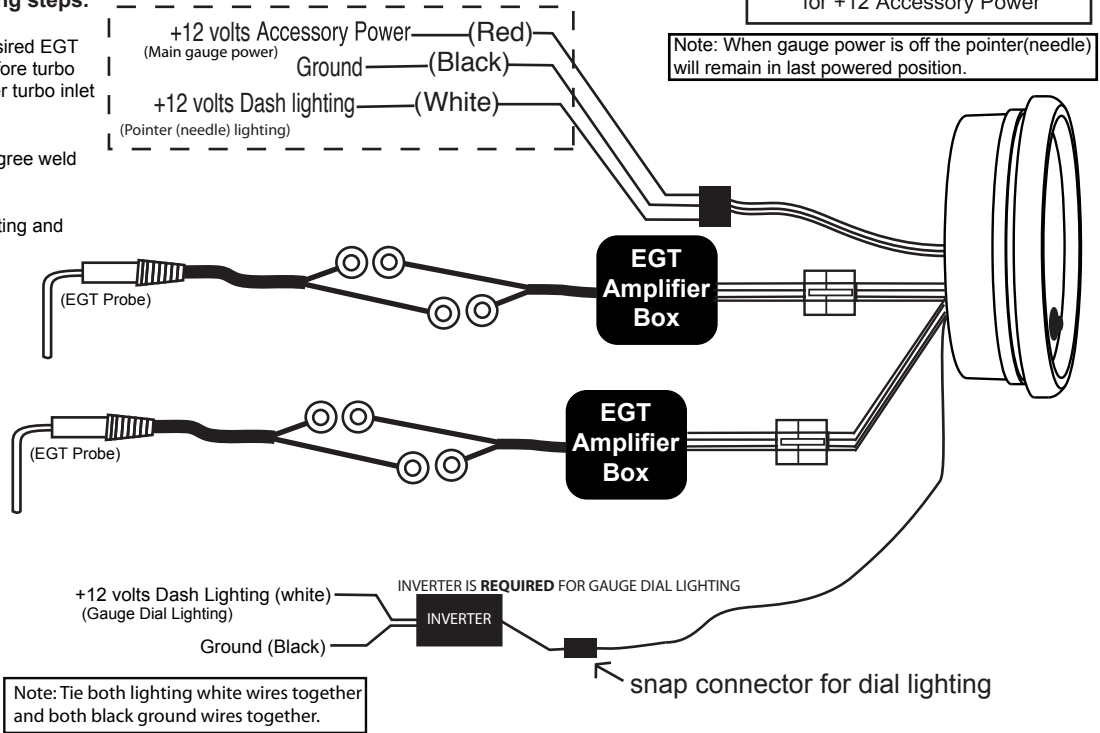 ng steps:
sired EGT
ore turbo
r turbo inlet
gree weld
ting and
+12 volts Accessory Power (Red)
(Main gauge power)
Ground (Black)
+12 volts Dash lighting (White)
(Pointer (needle) lighting)
for +12 Accessory Power
Note: When gauge power is off the pointer(needle)
will remain in last powered position.
(EGT Probe)
EGT
Amplifier
Box
(EGT Probe)
EGT
Amplifier
Box
INVERTER IS REQUIRED FOR GAUGE DIAL LIGHTING
+12 volts Dash Lighting (white)
(Gauge Dial Lighting)
INVERTER
Ground (Black)
snap connector for dial lighting
Note: Tie both lighting white wires together
and both black ground wires together.